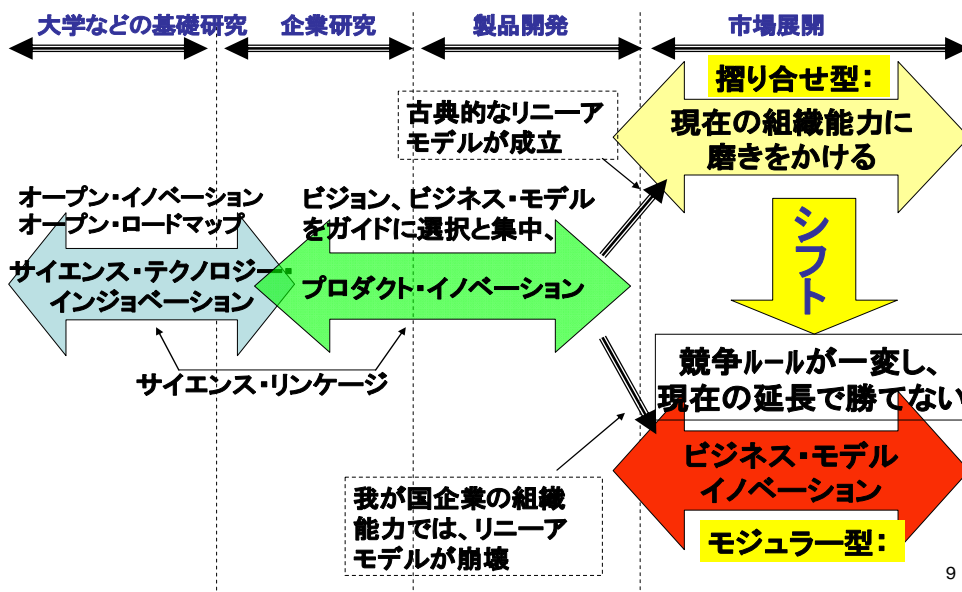 大学などの基礎研究
企業研究
製品開発
市場展開
摺り合せ型：
現在の組織能力に
磨きをかける
古典的なリニーア
モデルが成立
オープン・イノベーション
オープン・ロードマップ
ビジョン、ビジネス・モデル
をガイドに選択と集中、
シフト
サイエンス・テクノロジー・
インジョベーション
プロダクト・イノベーション
サイエンス・リンケージ
競争ルールが一変し、
現在の延長で勝てない
ビジネス・モデル
イノベーション
我が国企業の組織
能力では、リニーア
モデルが崩壊
モジュラー型：
9